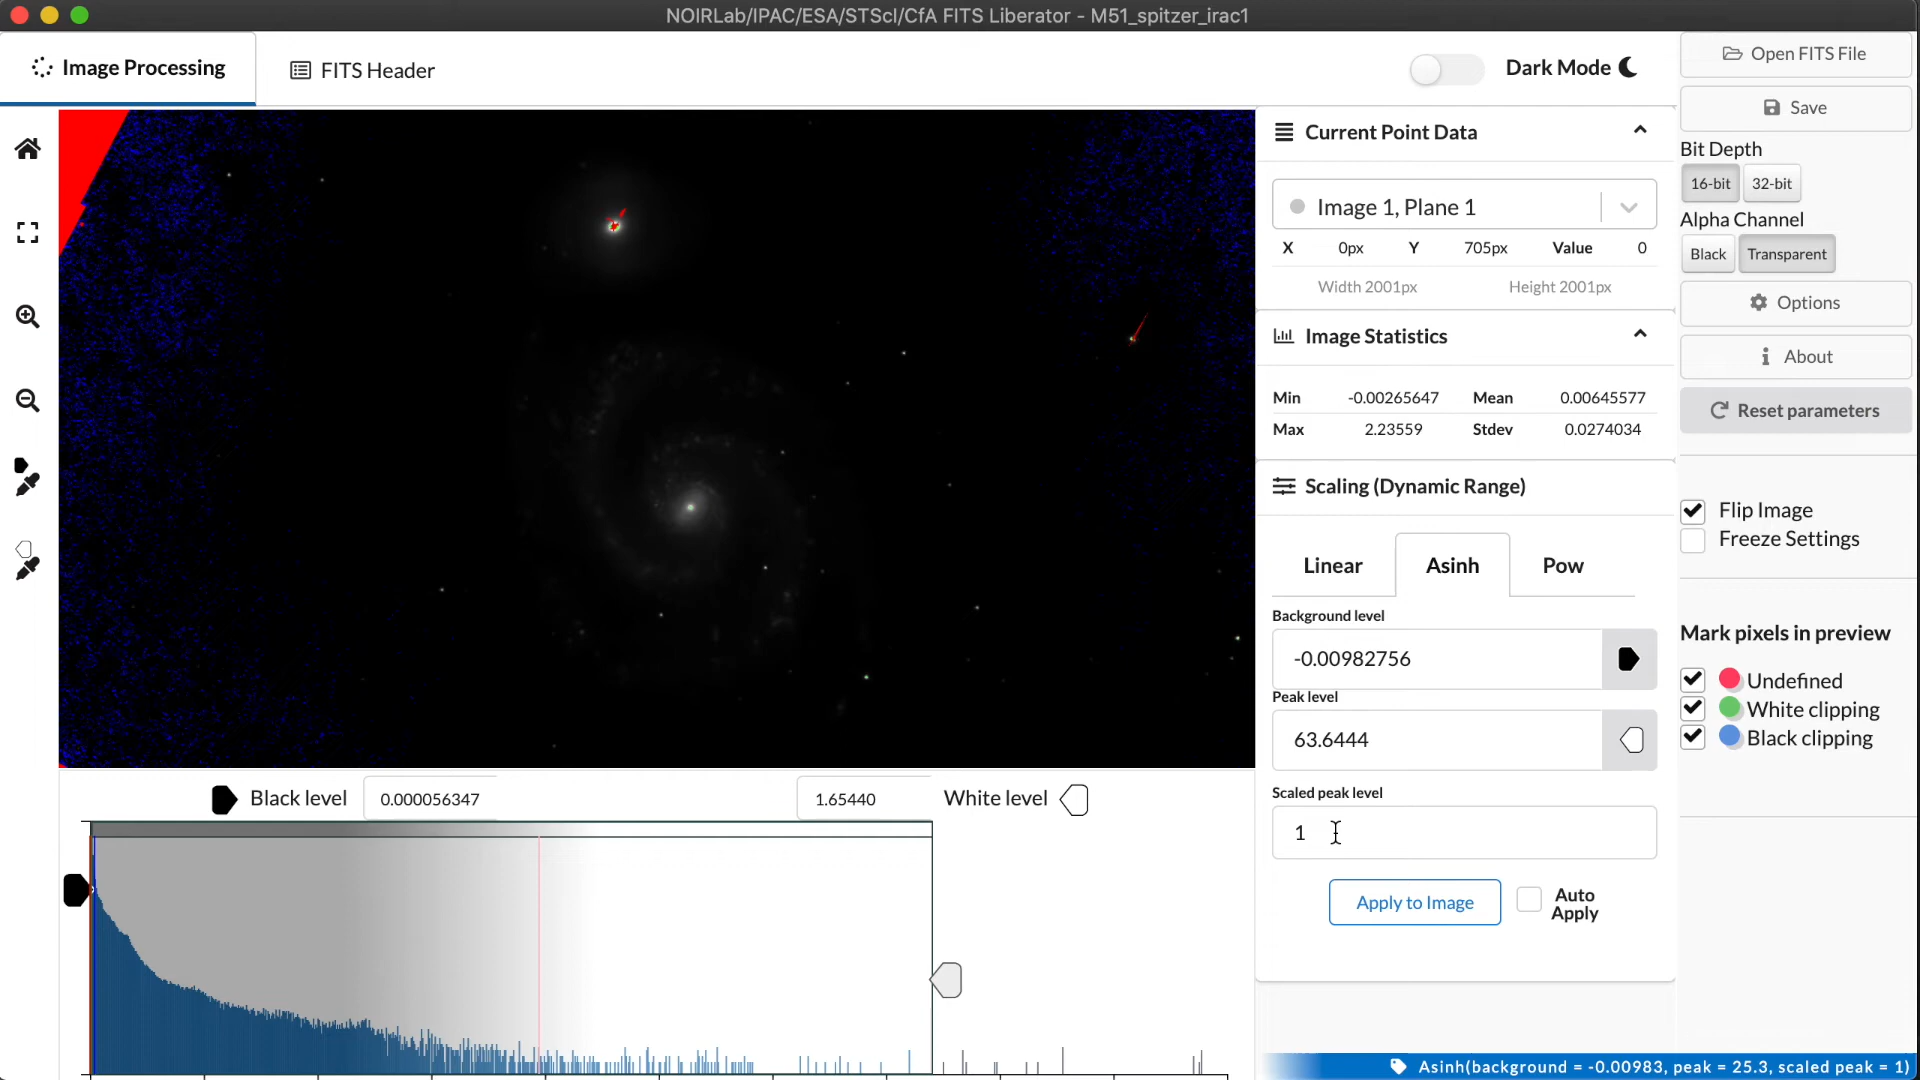 NOIRLab/IPAC/ESA/STScI/CfA FITS Liberator - M51_spitzer_irac1
Image Processing
FITS Header
Dark Mode
Open FITS File
Save
Bit Depth
16-bit 32-bit
Alpha Channel
Black Transparent
Options
About
Reset parameters
Flip Image
Freeze Settings
Mark pixels in preview
Undefined
White clipping
Black clipping
Current Point Data
Image 1, Plane 1
X 0px Y 705px Value 0
Width 2001px Height 2001px
Image Statistics
Min -0.00265647 Mean 0.00645577
Max 2.23559 Stdev 0.0274034
Scaling (Dynamic Range)
Linear Asinh Pow
Background level
-0.00982756
Peak level
63.6444
Scaled peak level
1
Apply to Image
Auto
Apply
Black level 0.000056347 1.65440 White level
Asinh(background = -0.00983, peak = 25.3, scaled peak = 1)